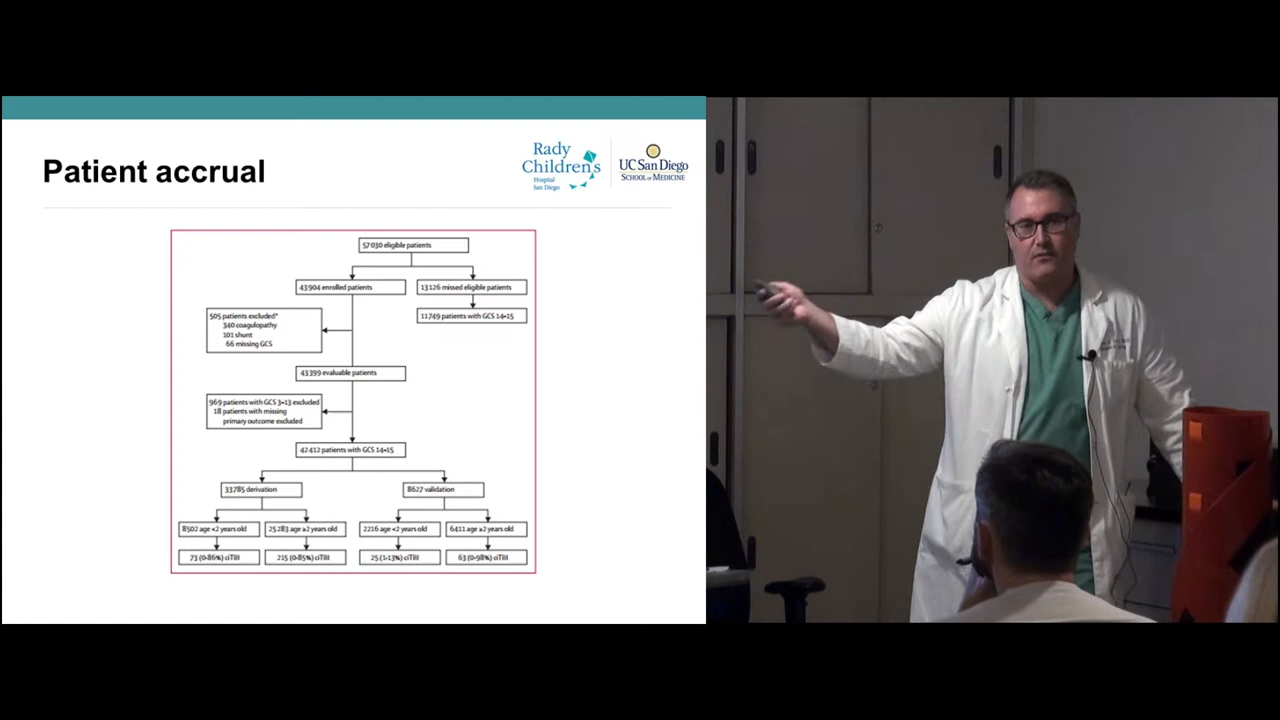 Patient accrual
Rady
Children's
Hospital
San Diego
UC San Diego
SCHOOL OF MEDICINE
57030 eligible patients
43904 enrolled patients
13126 missed eligible patients
505 patients excluded*
340 coagulopathy
101 shunt
66 missing GCS
11749 patients with GCS 14-15
43399 evaluable patients
969 patients with GCS 3-13 excluded
18 patients with missing
primary outcome excluded
42412 patients with GCS 14-15
33785 derivation
8627 validation
8502 age <2 years old
25283 age ≥2 years old
2216 age <2 years old
6411 age ≥2 years old
73 (0·86%) ciTBI
215 (0·85%) ciTBI
25 (1·13%) ciTBI
63 (0·98%) ciTBI